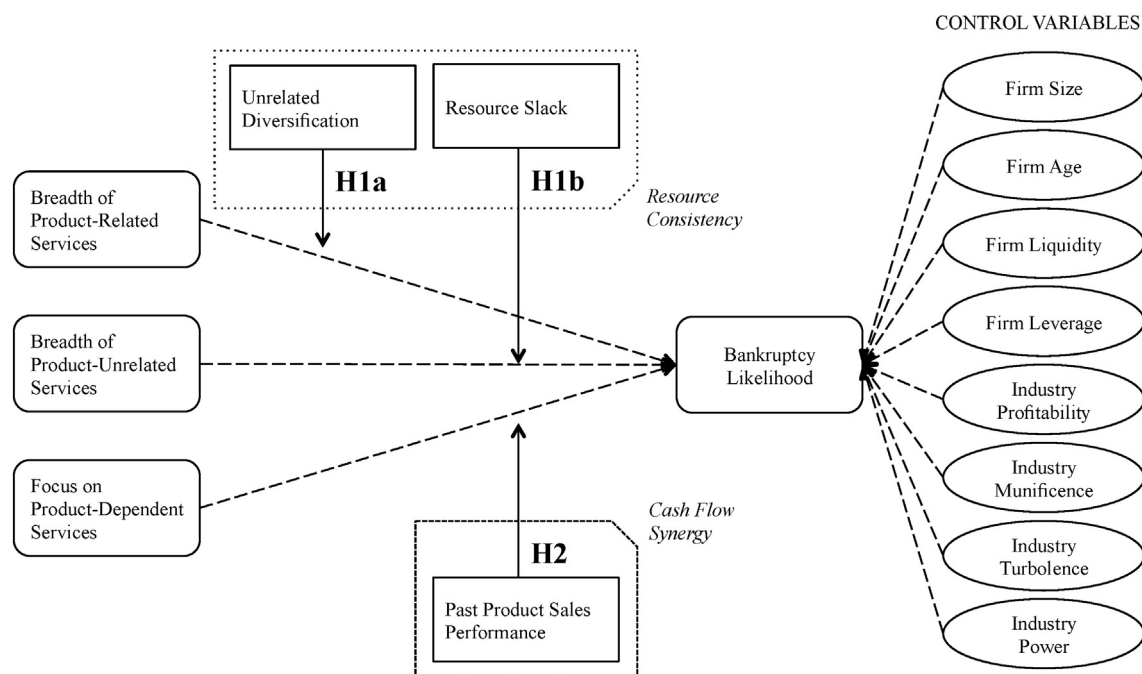 CONTROL VARIABLES
Unrelated
Diversification
Resource Slack
H1a
H1b
Resource
Consistency
Breadth of
Product-Related
Services
Breadth of
Product-Unrelated
Services
Focus on
Product-Dependent
Services
Bankruptcy
Likelihood
Cash Flow
Synergy
H2
Past Product Sales
Performance
Firm Size
Firm Age
Firm Liquidity
Firm Leverage
Industry
Profitability
Industry
Munificence
Industry
Turbolence
Industry
Power